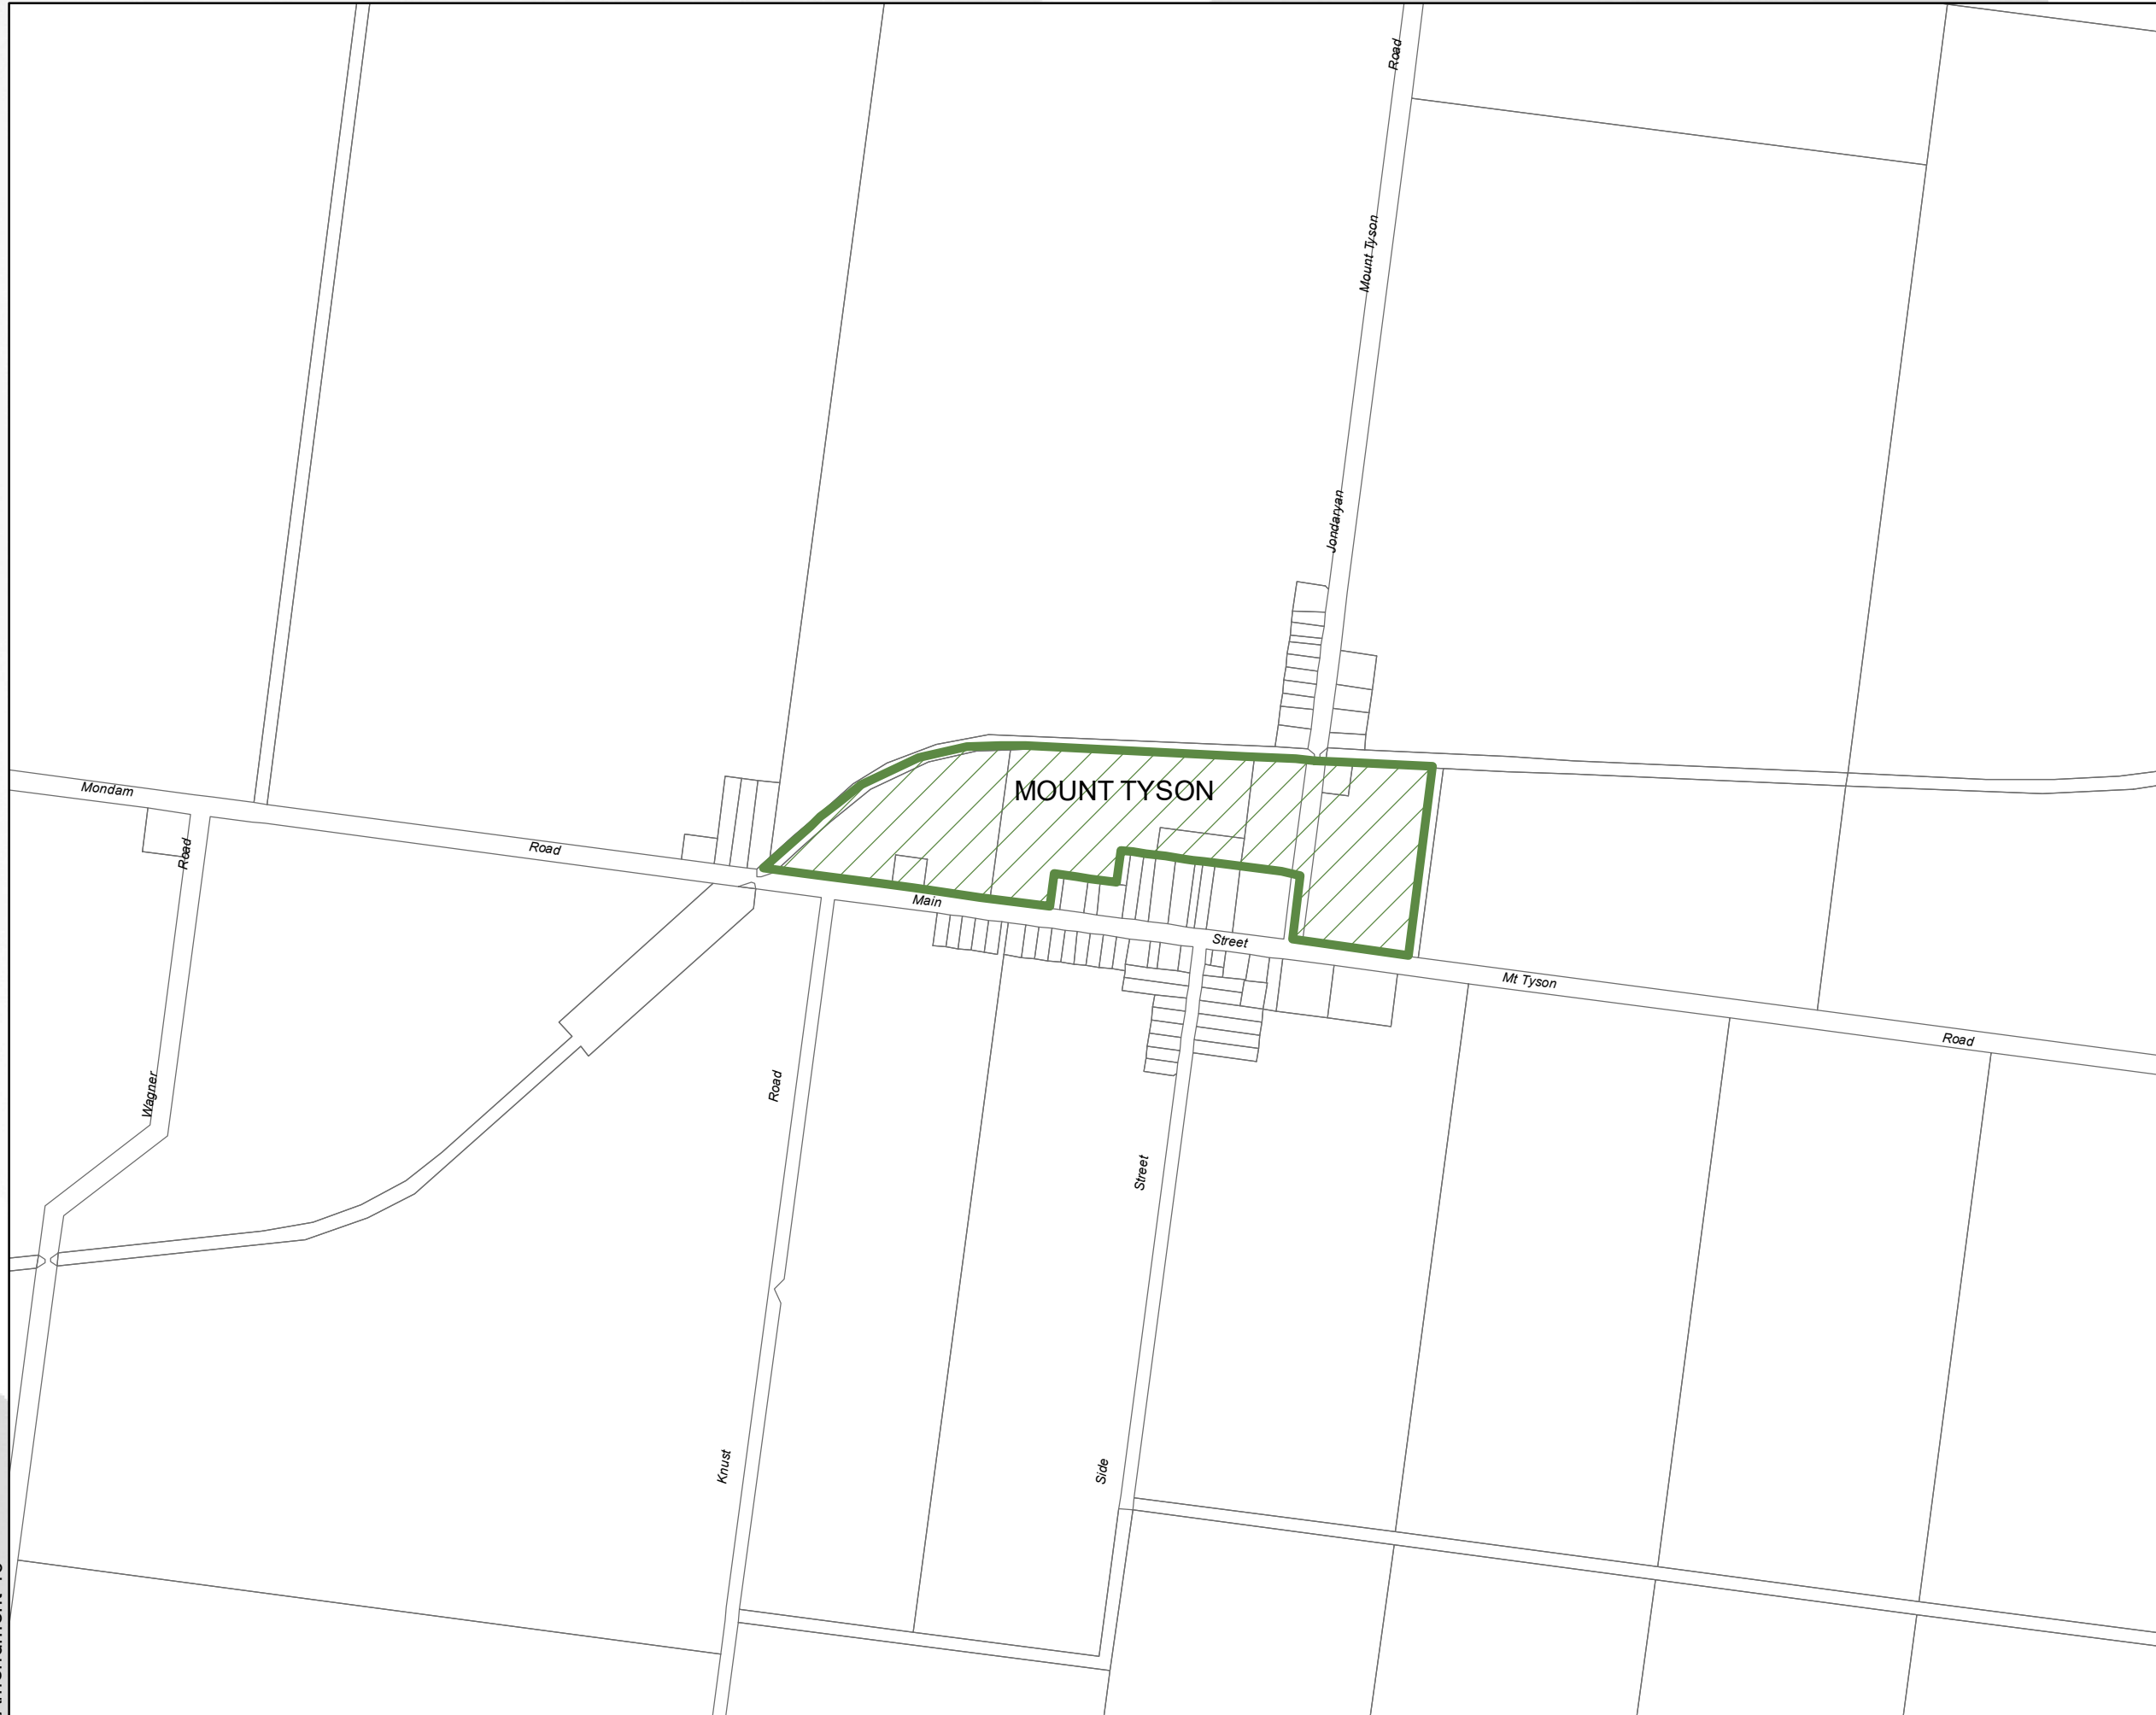 Road
Mount Tyson
Jondaryan
MOUNT TYSON
Mondam
Road
Road
Main
Street
Mt Tyson
Road
Wagner
Road
Street
Knust
Side